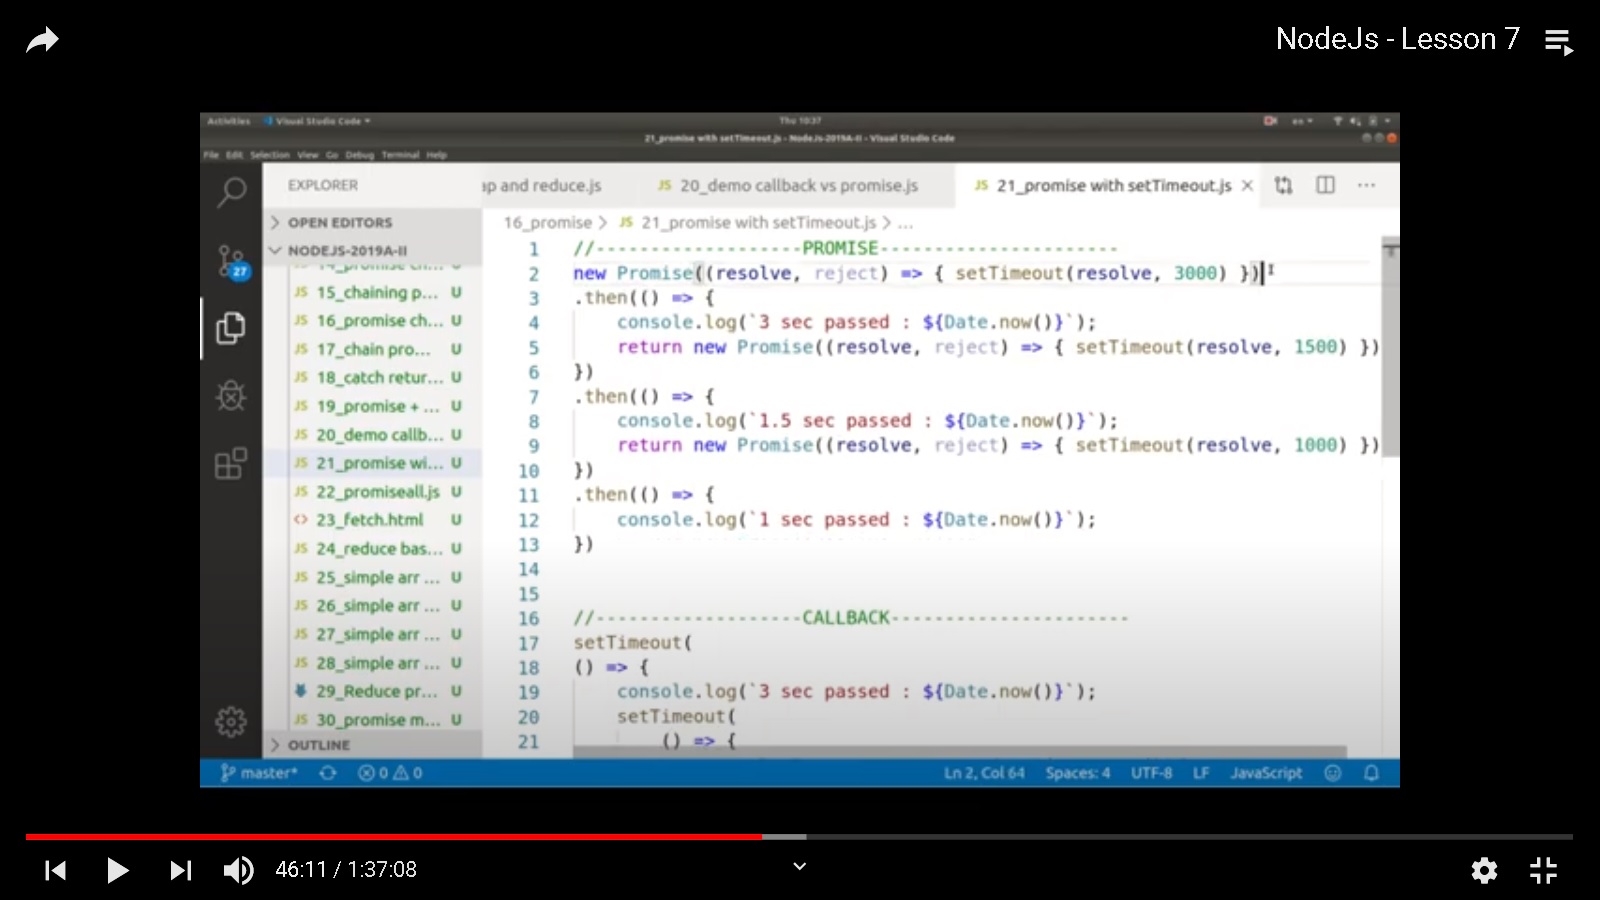 NodeJs - Lesson 7
Activities Visual Studio Code Thu 10:37 en
21_promise with setTimeout.js - NodeJs-2019A-II - Visual Studio Code
File Edit Selection View Go Debug Terminal Help
EXPLORER
ap and reduce.js JS 20_demo callback vs promise.js JS 21_promise with setTimeout.js
16_promise > JS 21_promise with setTimeout.js > ...
OPEN EDITORS
NODEJS-2019A-II
27
JS 15_chaining p... U
JS 16_promise ch... U
JS 17_chain pro... U
JS 18_catch retur... U
JS 19_promise + ... U
JS 20_demo callb... U
JS 21_promise wi... U
JS 22_promiseall.js U
<> 23_fetch.html U
JS 24_reduce bas... U
JS 25_simple arr ... U
JS 26_simple arr ... U
JS 27_simple arr ... U
JS 28_simple arr ... U
29_Reduce pr... U
JS 30_promise m... U
OUTLINE
1 //-------------------PROMISE----------------------
2 new Promise((resolve, reject) => { setTimeout(resolve, 3000) })
3 .then(() => {
4 console.log(`3 sec passed : ${Date.now()}`);
5 return new Promise((resolve, reject) => { setTimeout(resolve, 1500) })
6 })
7 .then(() => {
8 console.log(`1.5 sec passed : ${Date.now()}`);
9 return new Promise((resolve, reject) => { setTimeout(resolve, 1000) })
10 })
11 .then(() => {
12 console.log(`1 sec passed : ${Date.now()}`);
13 })
14
15
16 //-------------------CALLBACK----------------------
17 setTimeout(
18 () => {
19 console.log(`3 sec passed : ${Date.now()}`);
20 setTimeout(
21 () => {
master* 0 0 Ln 2, Col 64 Spaces: 4 UTF-8 LF JavaScript
46:11 / 1:37:08